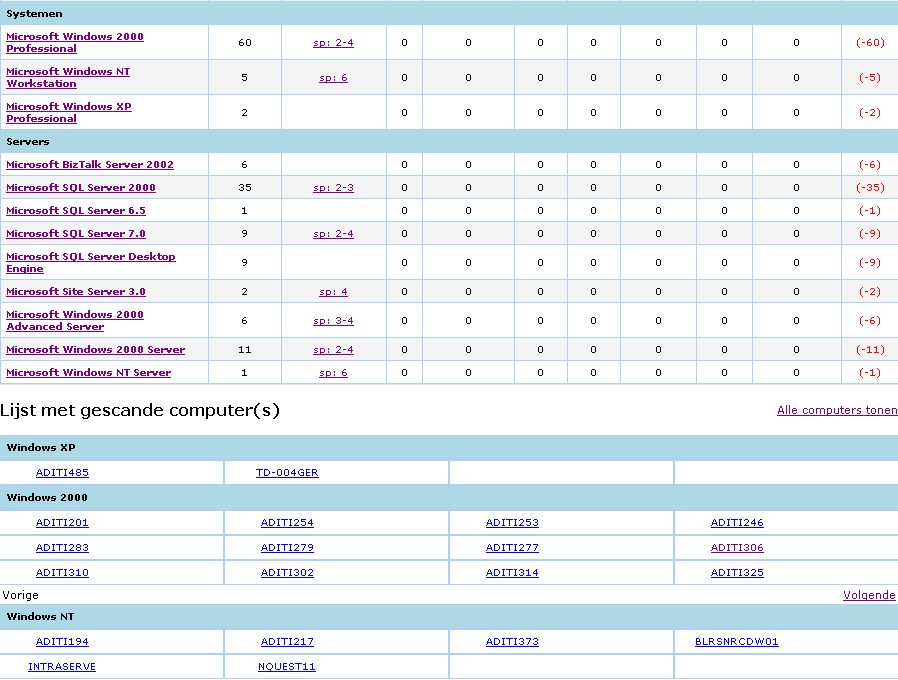 Systemen
Microsoft Windows 2000 Professional 60 sp: 2-4 0 0 0 0 0 0 0 (-60)
Microsoft Windows NT Workstation 5 sp: 6 0 0 0 0 0 0 0 (-5)
Microsoft Windows XP Professional 2 0 0 0 0 0 0 0 (-2)
Servers
Microsoft BizTalk Server 2002 6 0 0 0 0 0 0 0 (-6)
Microsoft SQL Server 2000 35 sp: 2-3 0 0 0 0 0 0 0 (-35)
Microsoft SQL Server 6.5 1 0 0 0 0 0 0 0 (-1)
Microsoft SQL Server 7.0 9 sp: 2-4 0 0 0 0 0 0 0 (-9)
Microsoft SQL Server Desktop Engine 9 0 0 0 0 0 0 0 (-9)
Microsoft Site Server 3.0 2 sp: 4 0 0 0 0 0 0 0 (-2)
Microsoft Windows 2000 Advanced Server 6 sp: 3-4 0 0 0 0 0 0 0 (-6)
Microsoft Windows 2000 Server 11 sp: 2-4 0 0 0 0 0 0 0 (-11)
Microsoft Windows NT Server 1 sp: 6 0 0 0 0 0 0 0 (-1)
Lijst met gescande computer(s) Alle computers tonen
Windows XP
ADITI485 TD-004GER
Windows 2000
ADITI201 ADITI254 ADITI253 ADITI246
ADITI283 ADITI279 ADITI277 ADITI306
ADITI310 ADITI302 ADITI314 ADITI325
Vorige Volgende
Windows NT
ADITI194 ADITI217 ADITI373 BLRSNRCDW01
INTRASERVE NQUEST11